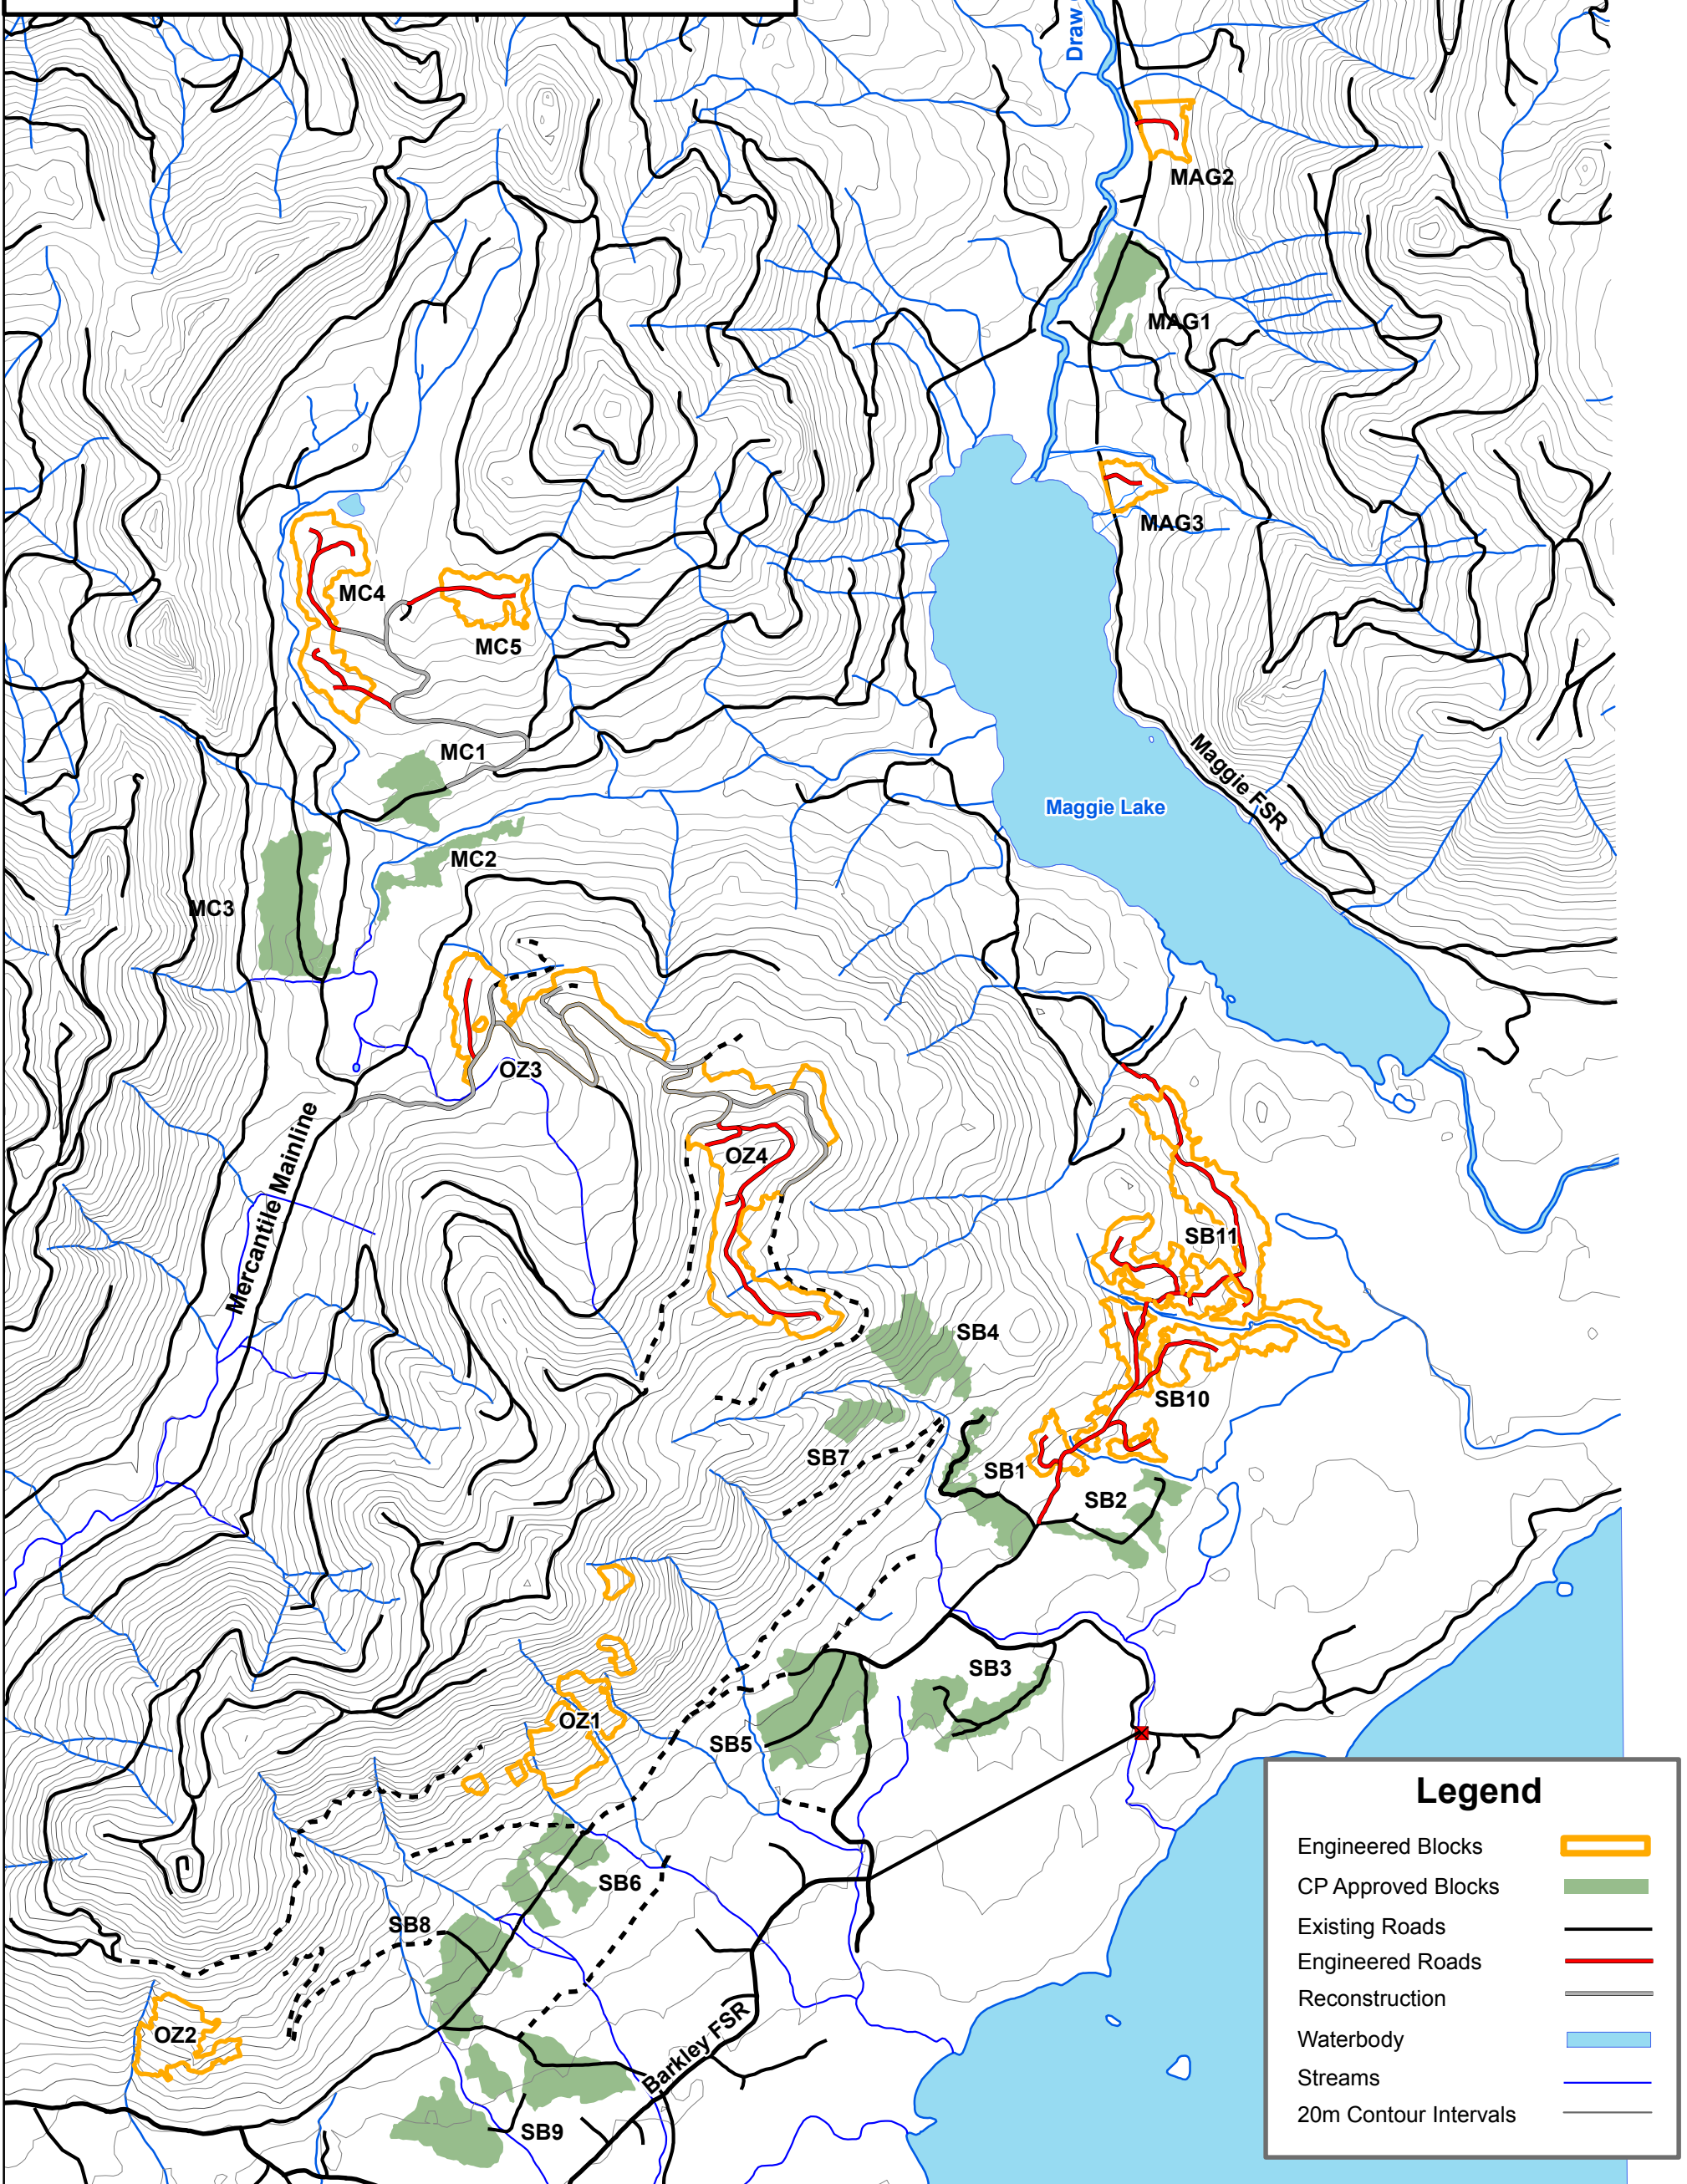 Draw
MAG2
MAG1
MAG3
MC4
MC5
MC1
Maggie FSR
Maggie Lake
MC2
MC3
OZ3
Mercantile Mainline
OZ4
SB11
SB4
SB10
SB7
SB1
SB2
SB3
OZ1
SB5
SB6
SB8
OZ2
Barkley FSR
SB9
Legend
Engineered Blocks
CP Approved Blocks
Existing Roads
Engineered Roads
Reconstruction
Waterbody
Streams
20m Contour Intervals